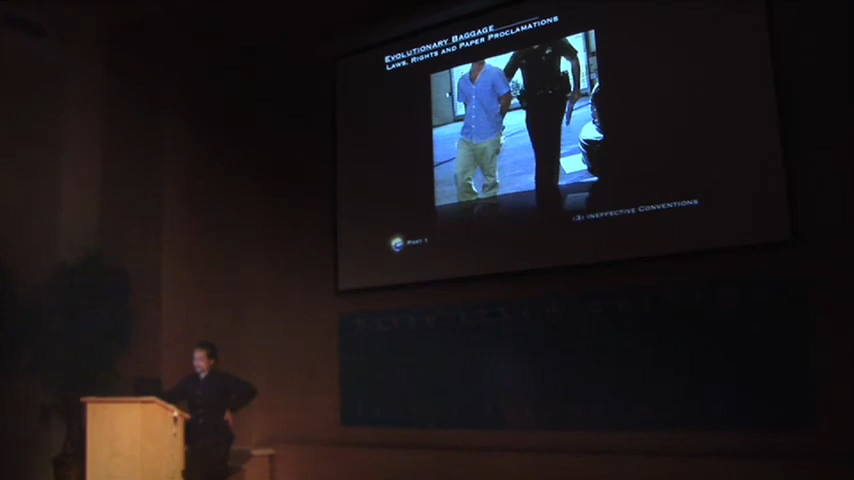 EVOLUTIONARY BAGGAGE
LAWS, RIGHTS AND PAPER PROCLAMATIONS
(3) INEFFECTIVE CONVENTIONS
PART 1